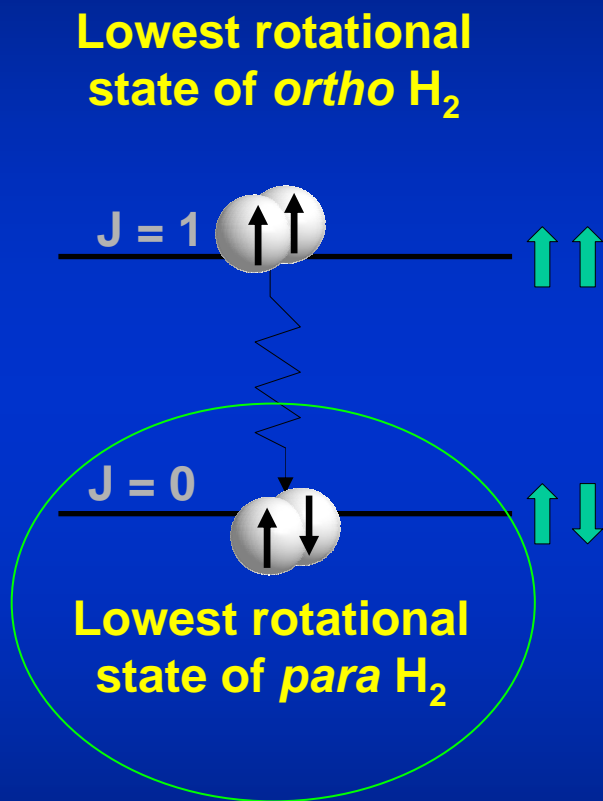 Lowest rotational
state of ortho H₂
J = 1
J = 0
Lowest rotational
state of para H₂